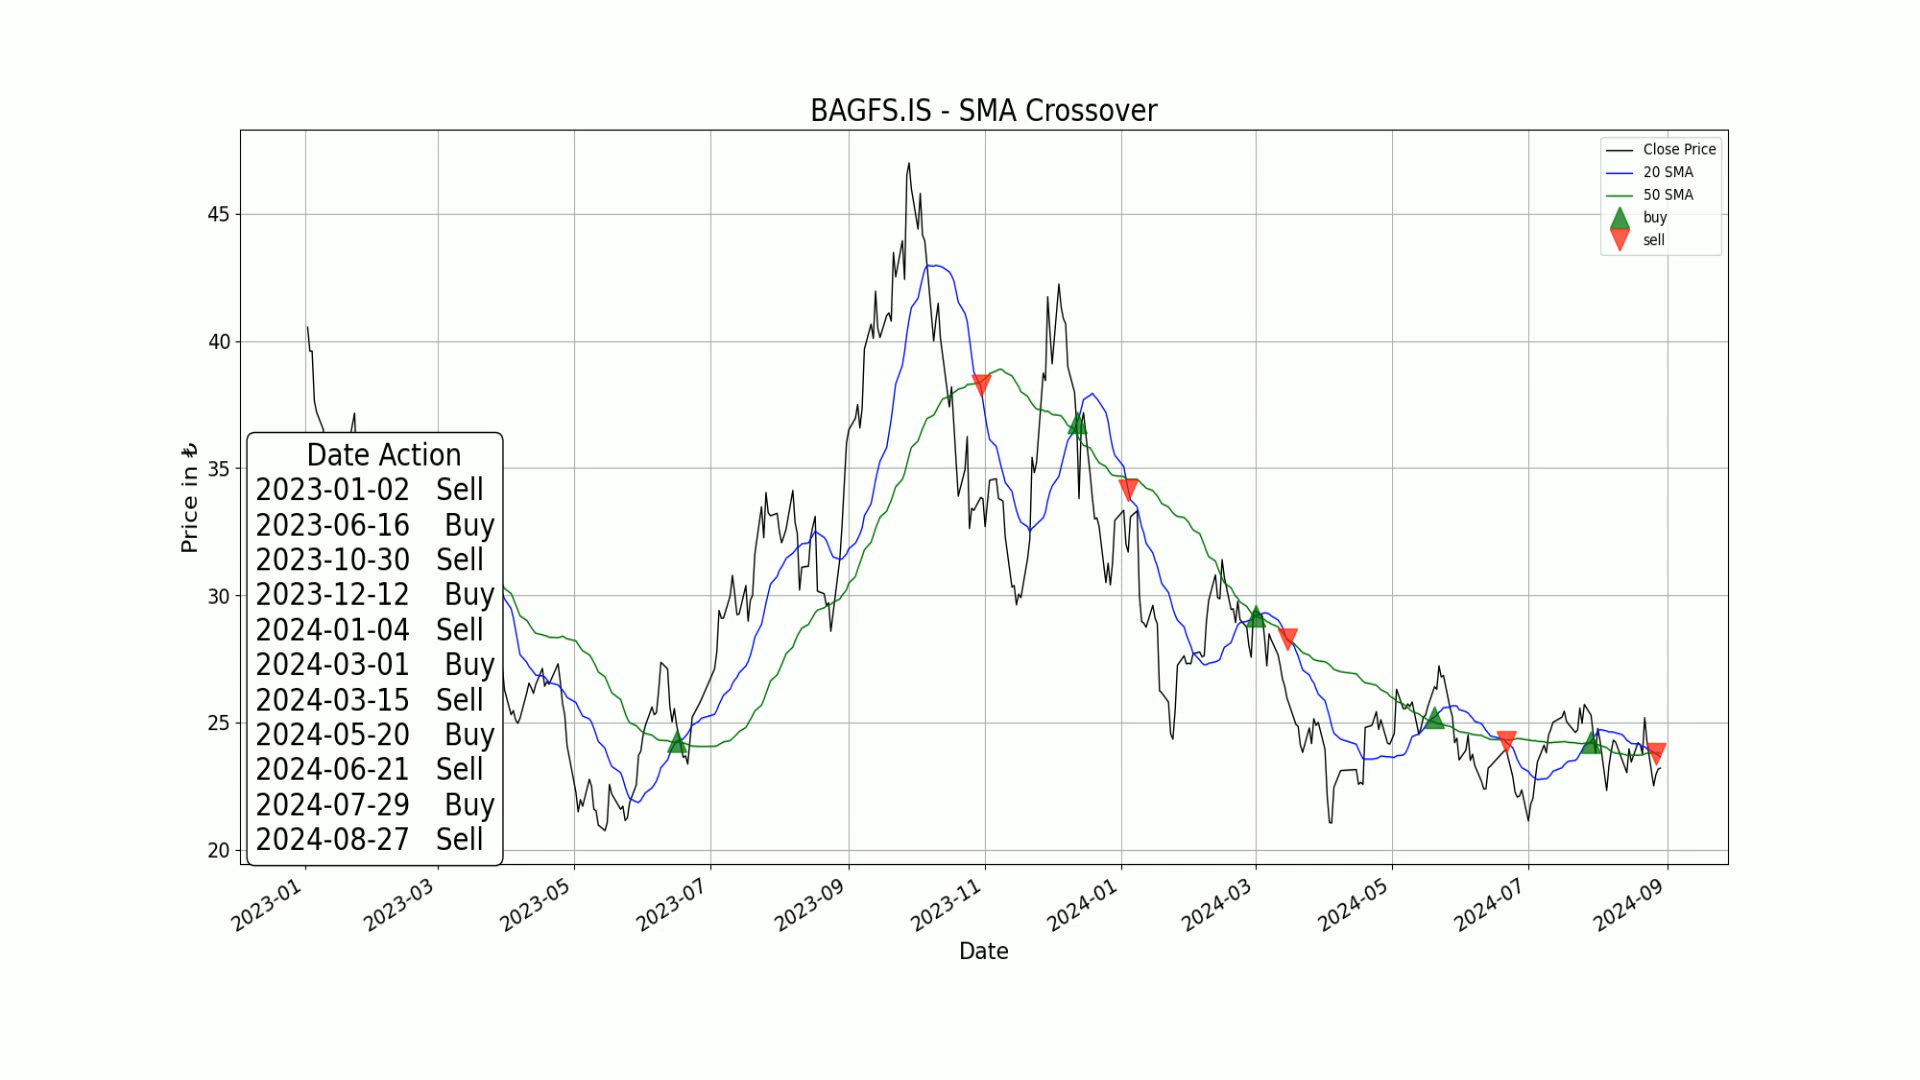 BAGFS.IS - SMA Crossover
Close Price
20 SMA
50 SMA
buy
sell
45
40
35
30
25
20
Price in ₺
Date Action
2023-01-02 Sell
2023-06-16 Buy
2023-10-30 Sell
2023-12-12 Buy
2024-01-04 Sell
2024-03-01 Buy
2024-03-15 Sell
2024-05-20 Buy
2024-06-21 Sell
2024-07-29 Buy
2024-08-27 Sell
2023-01
2023-03
2023-05
2023-07
2023-09
2023-11
2024-01
2024-03
2024-05
2024-07
2024-09
Date